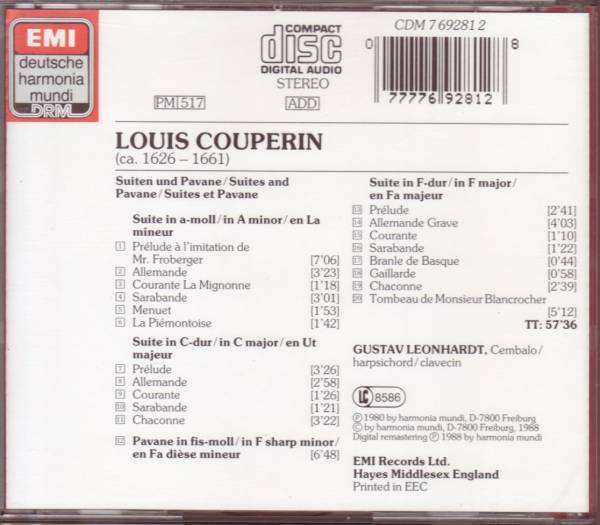 EMI
deutsche
harmonia
mundi
DRM
COMPACT
disc
DIGITAL AUDIO
STEREO
PM 517
ADD
CDM 7 69281 2
0
8
77776 92812
LOUIS COUPERIN
(ca. 1626 – 1661)
Suiten und Pavane/Suites and
Pavane/Suites et Pavane
Suite in a-moll/in A minor/en La
mineur
1 Prélude à l'imitation de
Mr. Froberger [7'06]
2 Allemande [3'23]
3 Courante La Mignonne [1'18]
4 Sarabande [3'01]
5 Menuet [1'53]
6 La Piémontoise [1'42]
Suite in C-dur/in C major/en Ut
majeur
7 Prélude [3'26]
8 Allemande [2'58]
9 Courante [1'26]
10 Sarabande [1'21]
11 Chaconne [3'22]
12 Pavane in fis-moll/in F sharp minor/
en Fa dièse mineur [6'48]
Suite in F-dur/in F major/
en Fa majeur
13 Prélude [2'41]
14 Allemande Grave [4'03]
15 Courante [1'10]
16 Sarabande [1'22]
17 Branle de Basque [0'44]
18 Gaillarde [0'58]
19 Chaconne [2'39]
20 Tombeau de Monsieur Blancrocher
[5'12]
TT: 57'36
GUSTAV LEONHARDT, Cembalo/
harpsichord/clavecin
LC 8586
℗ 1980 by harmonia mundi, D-7800 Freiburg
© by harmonia mundi, D-7800 Freiburg, 1988
Digital remastering ℗ 1988 by harmonia mundi
EMI Records Ltd.
Hayes Middlesex England
Printed in EEC